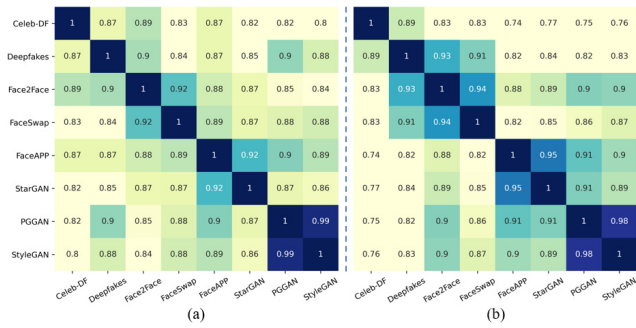 Celeb-DF 1 0.87 0.89 0.83 0.87 0.82 0.82 0.8 1 0.89 0.83 0.83 0.74 0.77 0.75 0.76
Deepfakes 0.87 1 0.9 0.84 0.87 0.85 0.9 0.88 0.89 1 0.93 0.91 0.82 0.84 0.82 0.83
Face2Face 0.89 0.9 1 0.92 0.88 0.87 0.85 0.84 0.83 0.93 1 0.94 0.88 0.89 0.9 0.9
FaceSwap 0.83 0.84 0.92 1 0.89 0.87 0.88 0.88 0.83 0.91 0.94 1 0.82 0.85 0.86 0.87
FaceAPP 0.87 0.87 0.88 0.89 1 0.92 0.9 0.89 0.74 0.82 0.88 0.82 1 0.95 0.91 0.9
StarGAN 0.82 0.85 0.87 0.87 0.92 1 0.87 0.86 0.77 0.84 0.89 0.85 0.95 1 0.91 0.89
PGGAN 0.82 0.9 0.85 0.88 0.9 0.87 1 0.99 0.75 0.82 0.9 0.86 0.91 0.91 1 0.98
StyleGAN 0.8 0.88 0.84 0.88 0.89 0.86 0.99 1 0.76 0.83 0.9 0.87 0.9 0.89 0.98 1
Celeb-DF Deepfakes Face2Face FaceSwap FaceAPP StarGAN PGGAN StyleGAN Celeb-DF Deepfakes Face2Face FaceSwap FaceAPP StarGAN PGGAN StyleGAN
(a) (b)